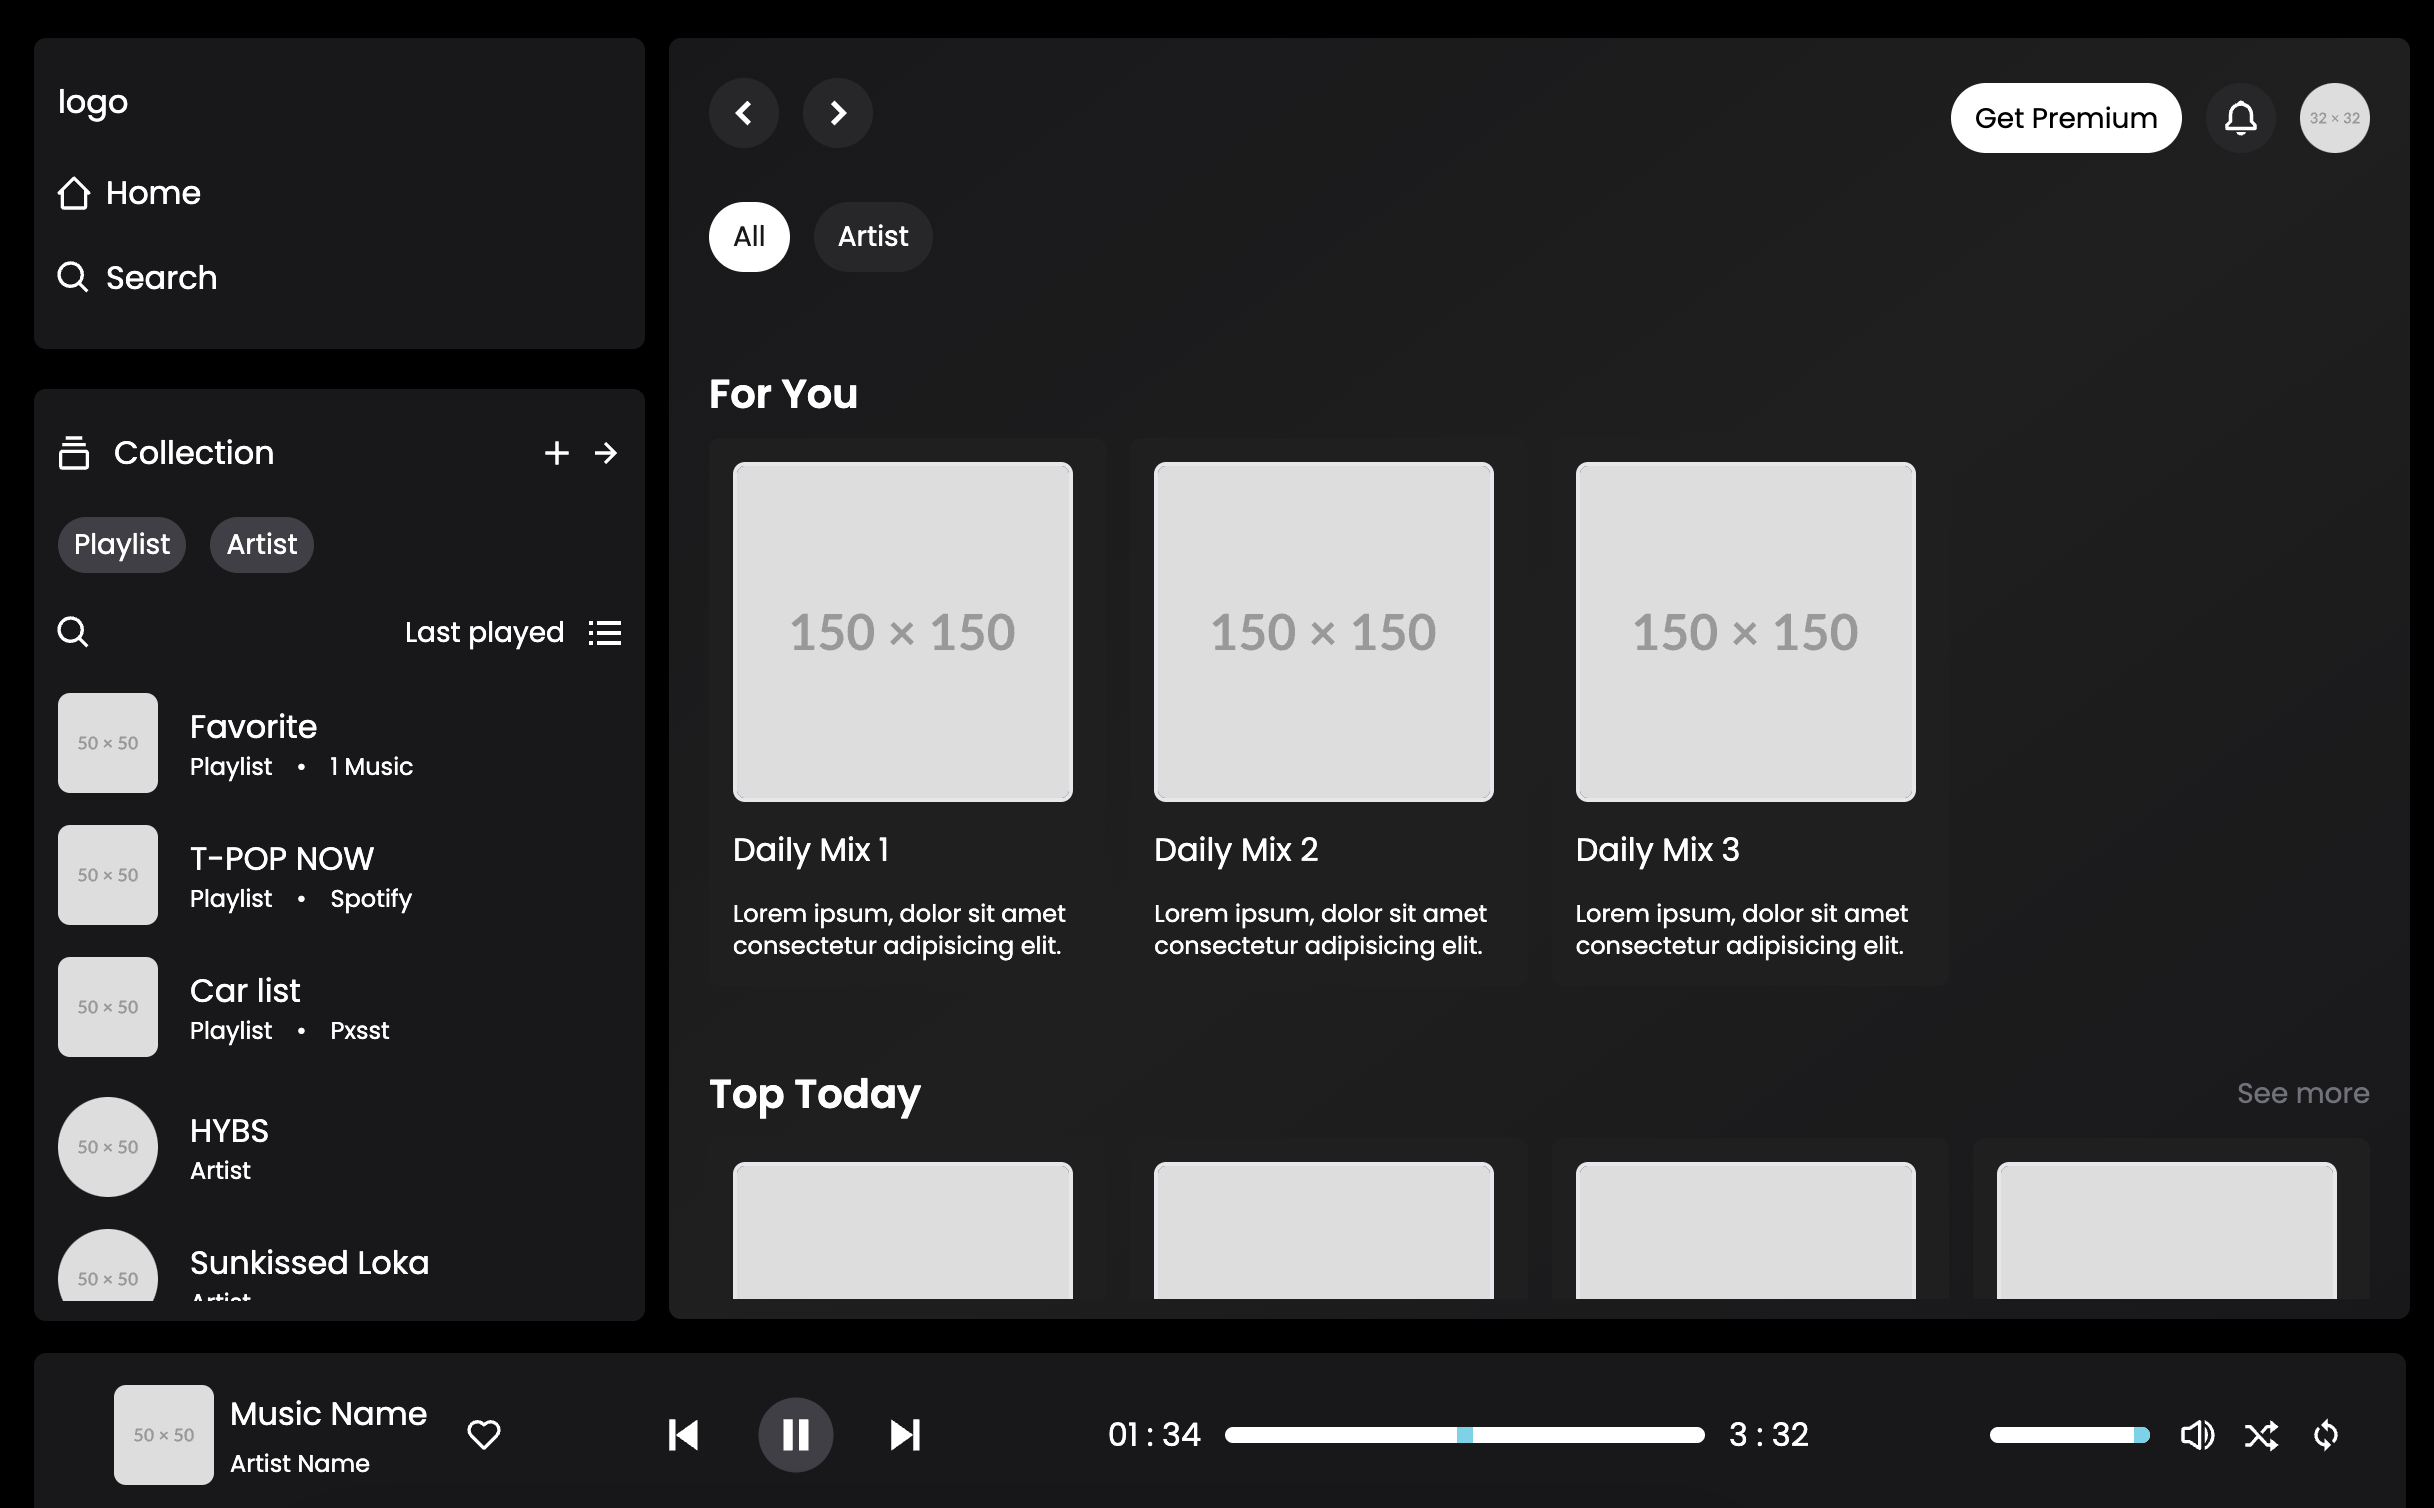 logo
Home
Search
Collection
Playlist Artist
Last played
50 × 50
Favorite
Playlist • 1 Music
50 × 50
T-POP NOW
Playlist • Spotify
50 × 50
Car list
Playlist • Pxsst
50 × 50
HYBS
Artist
50 × 50
Sunkissed Loka
Artist
Get Premium
32 × 32
All Artist
For You
150 × 150
Daily Mix 1
Lorem ipsum, dolor sit amet
consectetur adipisicing elit.
150 × 150
Daily Mix 2
Lorem ipsum, dolor sit amet
consectetur adipisicing elit.
150 × 150
Daily Mix 3
Lorem ipsum, dolor sit amet
consectetur adipisicing elit.
Top Today
See more
50 × 50
Music Name
Artist Name
01 : 34
3 : 32